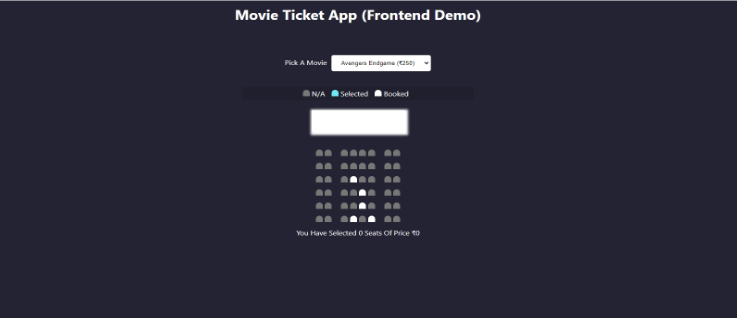 Movie Ticket App (Frontend Demo)
Pick A Movie Avengers Endgame (₹250)
N/A Selected Booked
You Have Selected 0 Seats Of Price ₹0